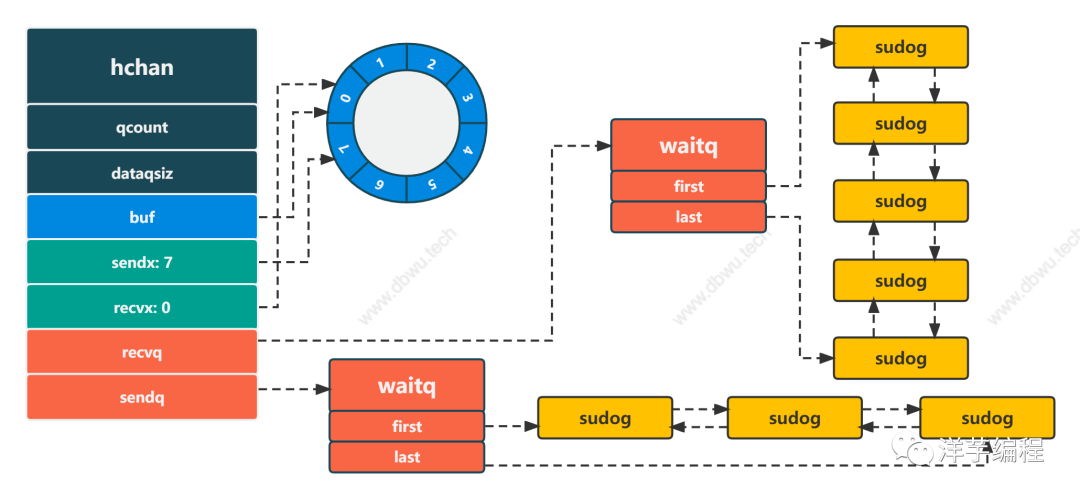 hchan
qcount
dataqsiz
buf
sendx: 7
recvx: 0
recvq
sendq
0
1
2
3
4
5
6
7
waitq
first
last
sudog
sudog
sudog
sudog
sudog
waitq
first
last
sudog
sudog
sudog
www.dbwu.tech
www.dbwu.tech
www.dbwu.tech
洋芋编程